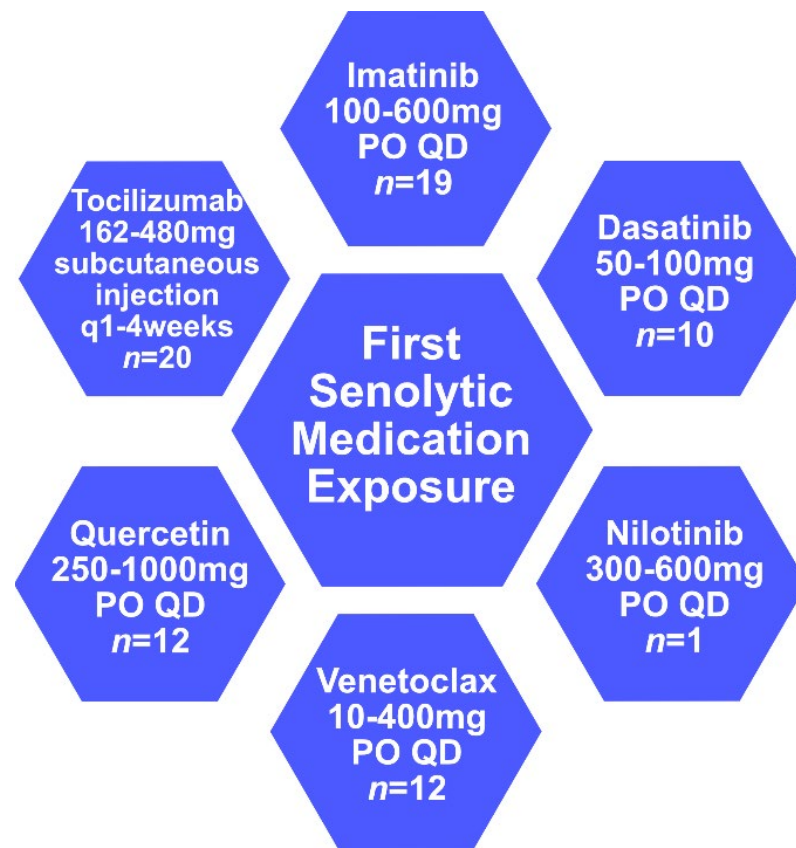 Imatinib
100-600mg
PO QD
n=19
Tocilizumab
162-480mg
subcutaneous
injection
q1-4weeks
n=20
Dasatinib
50-100mg
PO QD
n=10
First
Senolytic
Medication
Exposure
Quercetin
250-1000mg
PO QD
n=12
Nilotinib
300-600mg
PO QD
n=1
Venetoclax
10-400mg
PO QD
n=12